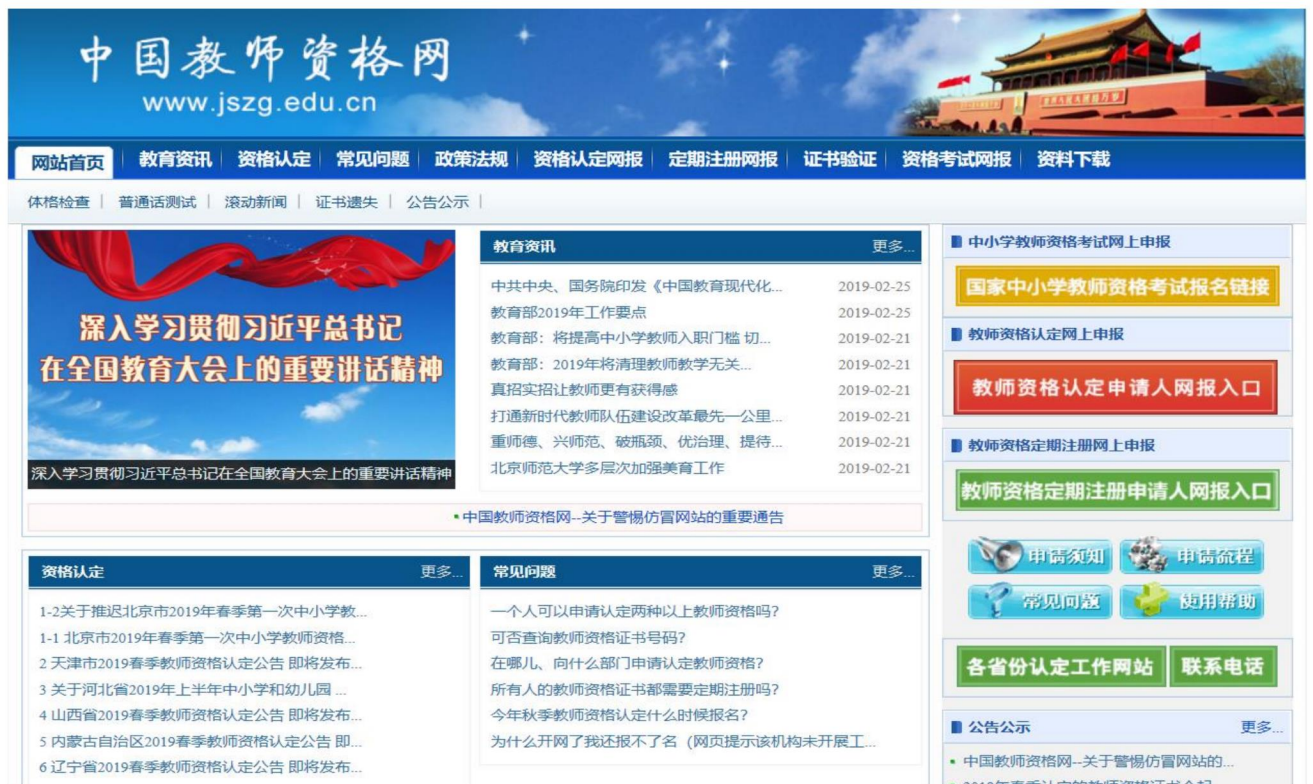 中国教师资格网
www.jszg.edu.cn
网站首页 教育资讯 资格认定 常见问题 政策法规 资格认定网报 定期注册网报 证书验证 资格考试网报 资料下载
体格检查 | 普通话测试 | 滚动新闻 | 证书遗失 | 公告公示 |
深入学习贯彻习近平总书记
在全国教育大会上的重要讲话精神
深入学习贯彻习近平总书记在全国教育大会上的重要讲话精神
教育资讯 更多...
中共中央、国务院印发《中国教育现代化... 2019-02-25
教育部2019年工作要点 2019-02-25
教育部：将提高中小学教师入职门槛 切... 2019-02-21
教育部：2019年将清理教师教学无关... 2019-02-21
真招实招让教师更有获得感 2019-02-21
打通新时代教师队伍建设改革最先一公里... 2019-02-21
重师德、兴师范、破瓶颈、优治理、提待... 2019-02-21
北京师范大学多层次加强美育工作 2019-02-21
中国教师资格网--关于警惕仿冒网站的重要通告
资格认定 更多...
1-2关于推迟北京市2019年春季第一次中小学教...
1-1 北京市2019年春季第一次中小学教师资格...
2 天津市2019春季教师资格认定公告 即将发布...
3 关于河北省2019年上半年中小学和幼儿园 ...
4 山西省2019春季教师资格认定公告 即将发布...
5 内蒙古自治区2019春季教师资格认定公告 即...
6 辽宁省2019春季教师资格认定公告 即将发布...
常见问题 更多...
一个人可以申请认定两种以上教师资格吗?
可否查询教师资格证书号码?
在哪儿、向什么部门申请认定教师资格?
所有人的教师资格证书都需要定期注册吗?
今年秋季教师资格认定什么时候报名?
为什么开网了我还报不了名（网页提示该机构未开展工...
中小学教师资格考试网上申报
国家中小学教师资格考试报名链接
教师资格认定网上申报
教师资格认定申请人网报入口
教师资格定期注册网上申报
教师资格定期注册申请人网报入口
申请须知 申请流程
常见问题 使用帮助
各省份认定工作网站 联系电话
公告公示 更多...
中国教师资格网--关于警惕仿冒网站的...